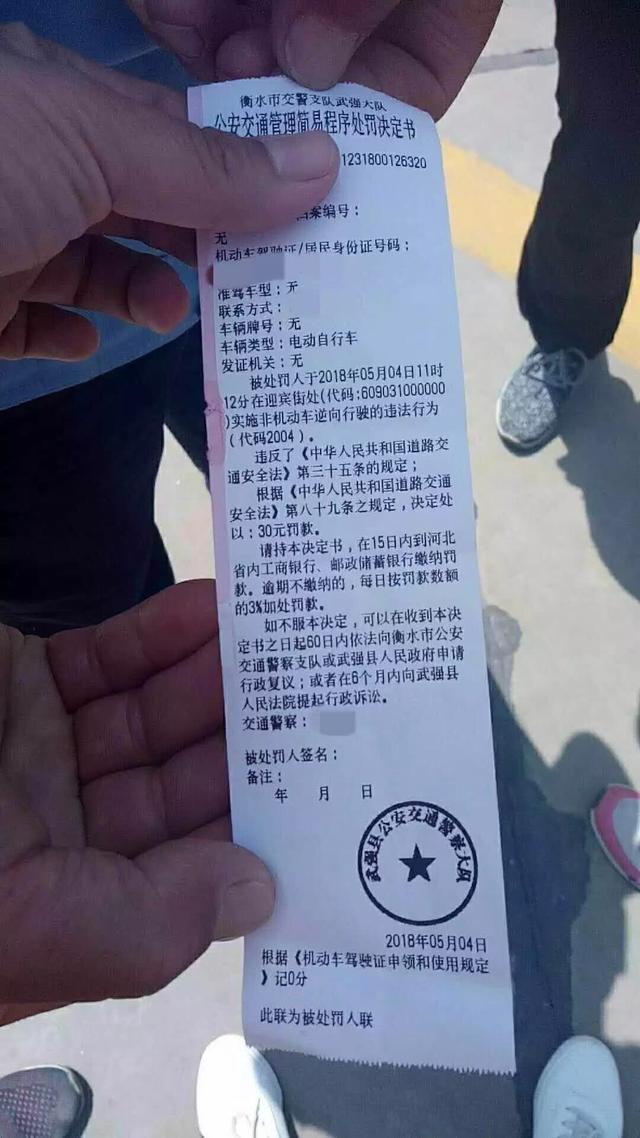 衡水市交警支队武强大队
公安交通管理简易程序处罚决定书
1231800126320
档案编号：
无
机动车驾驶证/居民身份证号码：
准驾车型：无
联系方式：
车辆牌号：无
车辆类型：电动自行车
发证机关：无
被处罚人于2018年05月04日11时
12分在迎宾街处(代码:609031000000
)实施非机动车逆向行驶的违法行为
(代码2004)。
违反了《中华人民共和国道路交
通安全法》第三十五条的规定；
根据《中华人民共和国道路交通
安全法》第八十九条之规定，决定处
以：30元罚款。
请持本决定书，在15日内到河北
省内工商银行、邮政储蓄银行缴纳罚
款。逾期不缴纳的，每日按罚款数额
的3%加处罚款。
如不服本决定，可以在收到本决
定书之日起60日内依法向衡水市公安
交通警察支队或武强县人民政府申请
行政复议；或者在6个月内向武强县
人民法院提起行政诉讼。
交通警察：
被处罚人签名：
备注：
年 月 日
武强县公安交通警察大队
2018年05月04日
根据《机动车驾驶证申领和使用规定
》记0分
此联为被处罚人联